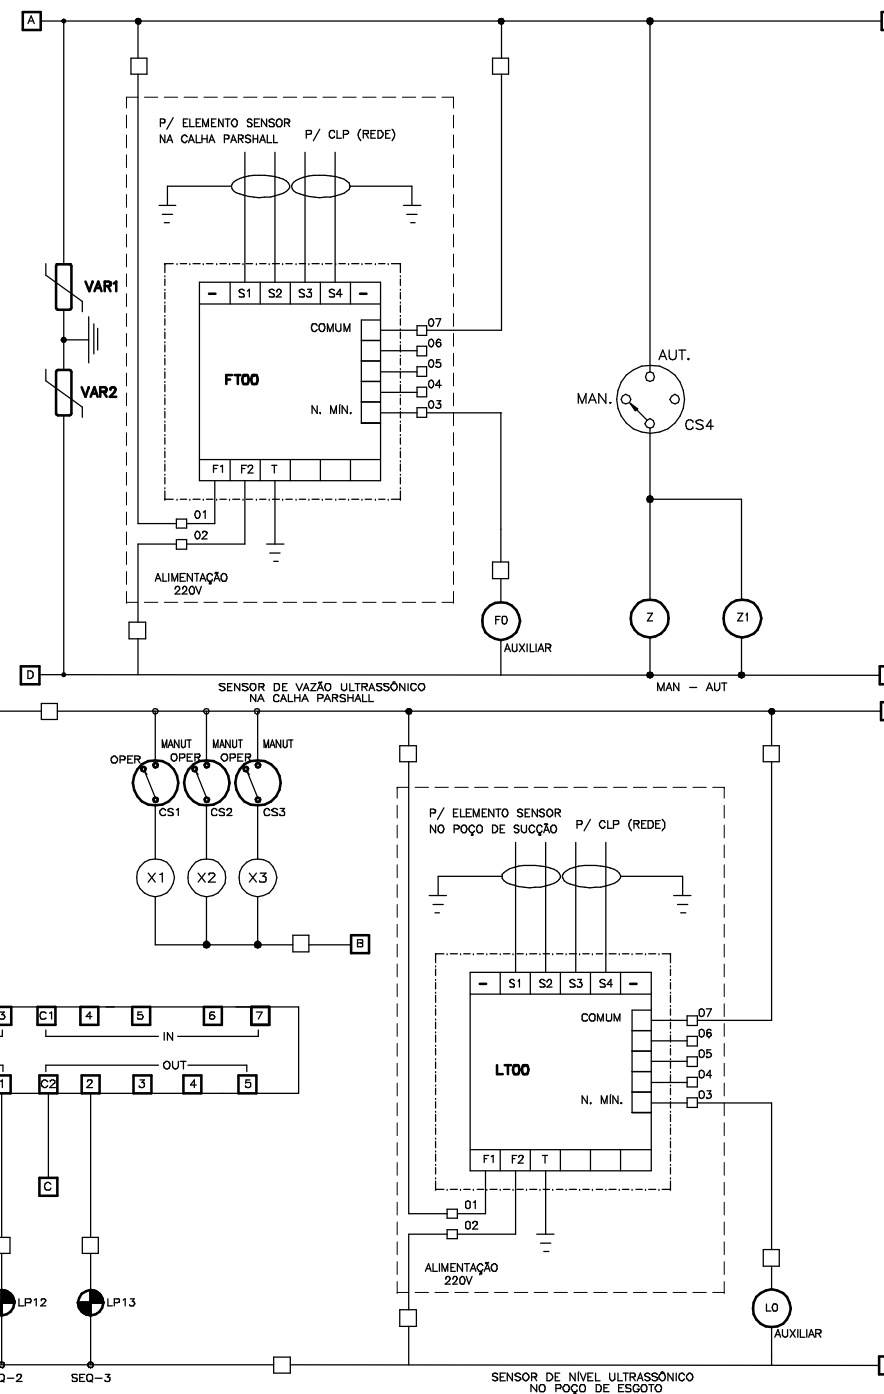 A
P/ ELEMENTO SENSOR
NA CALHA PARSHALL
P/ CLP (REDE)
VAR1
- S1 S2 S3 S4 -
COMUM
07
06
05
04
03
FT00
N. MÍN.
VAR2
F1 F2 T
01
02
ALIMENTAÇÃO
220V
F0
AUXILIAR
AUT.
MAN.
CS4
Z
Z1
D
SENSOR DE VAZÃO ULTRASSÔNICO
NA CALHA PARSHALL
MAN - AUT
MANUT MANUT MANUT
OPER OPER OPER
CS1 CS2 CS3
X1 X2 X3
B
3 C1 4 5 6 7
IN
OUT
1 C2 2 3 4 5
C
LP12
LP13
Q-2
SEQ-3
P/ ELEMENTO SENSOR
NO POÇO DE SUCÇÃO
P/ CLP (REDE)
- S1 S2 S3 S4 -
COMUM
07
06
05
04
03
LT00
N. MÍN.
F1 F2 T
01
02
ALIMENTAÇÃO
220V
L0
AUXILIAR
SENSOR DE NÍVEL ULTRASSÔNICO
NO POÇO DE ESGOTO